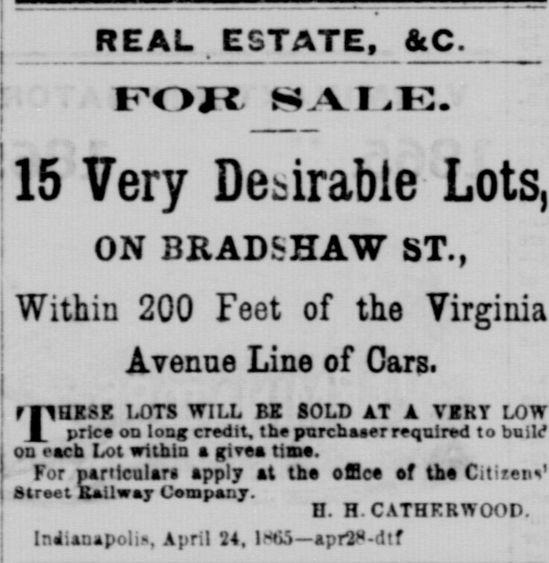 REAL ESTATE, &C.
FOR SALE.
15 Very Desirable Lots,
ON BRADSHAW ST.,
Within 200 Feet of the Virginia
Avenue Line of Cars.
THESE LOTS WILL BE SOLD AT A VERY LOW
price on long credit, the purchaser required to build
on each Lot within a given time.
For particulars apply at the office of the Citizens'
Street Railway Company.
H. H. CATHERWOOD.
Indianapolis, April 24, 1865—apr28-dtf